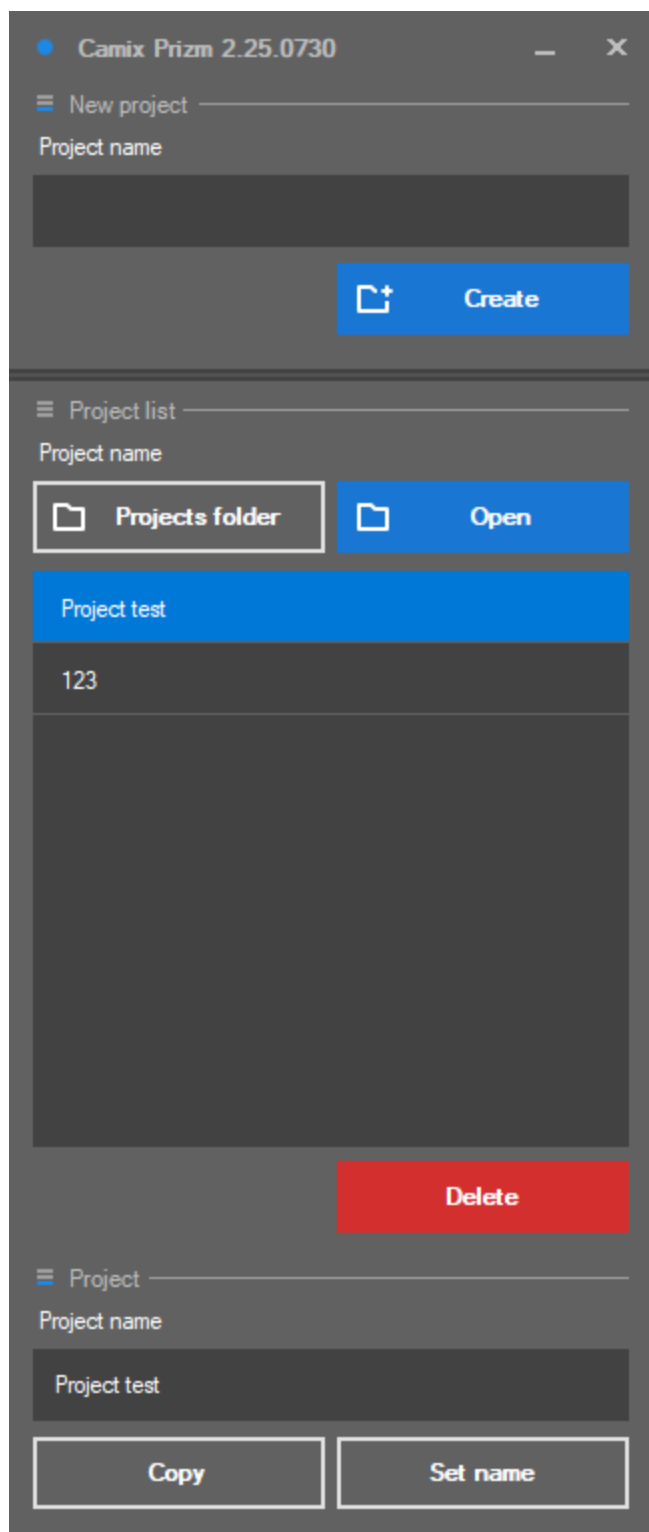 Camix Prizm 2.25.0730
New project
Project name
Create
Project list
Project name
Projects folder
Open
Project test
123
Delete
Project
Project name
Project test
Copy
Set name